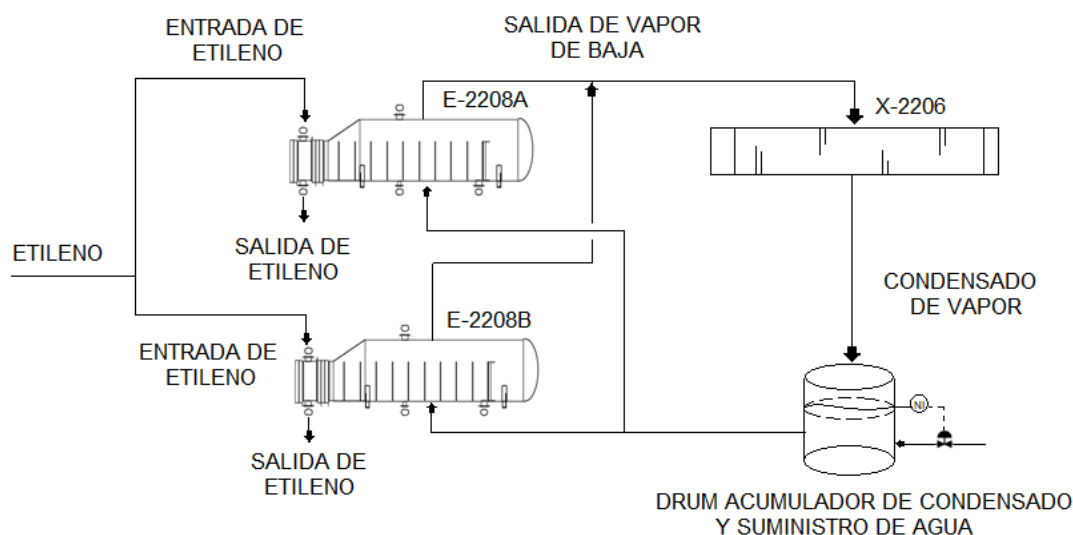 ENTRADA DE
ETILENO
SALIDA DE VAPOR
DE BAJA
E-2208A
X-2206
SALIDA DE
ETILENO
ETILENO
CONDENSADO
DE VAPOR
E-2208B
ENTRADA DE
ETILENO
NI
SALIDA DE
ETILENO
DRUM ACUMULADOR DE CONDENSADO
Y SUMINISTRO DE AGUA